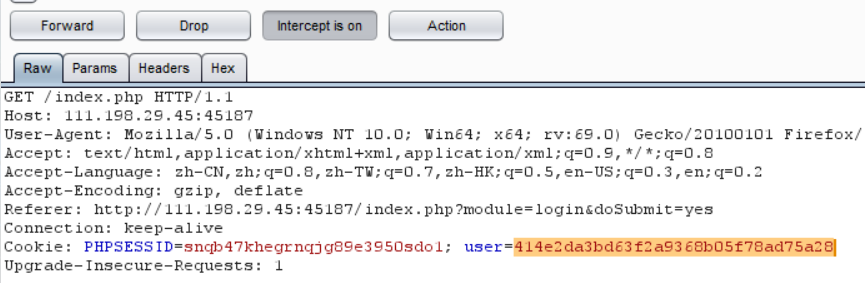 Forward Drop Intercept is on Action
Raw Params Headers Hex
GET /index.php HTTP/1.1
Host: 111.198.29.45:45187
User-Agent: Mozilla/5.0 (Windows NT 10.0; Win64; x64; rv:69.0) Gecko/20100101 Firefox/
Accept: text/html,application/xhtml+xml,application/xml;q=0.9,*/*;q=0.8
Accept-Language: zh-CN,zh;q=0.8,zh-TW;q=0.7,zh-HK;q=0.5,en-US;q=0.3,en;q=0.2
Accept-Encoding: gzip, deflate
Referer: http://111.198.29.45:45187/index.php?module=login&doSubmit=yes
Connection: keep-alive
Cookie: PHPSESSID=snqb47khegrnqjg89e3950sdo1; user=414e2da3bd63f2a9368b05f78ad75a28
Upgrade-Insecure-Requests: 1